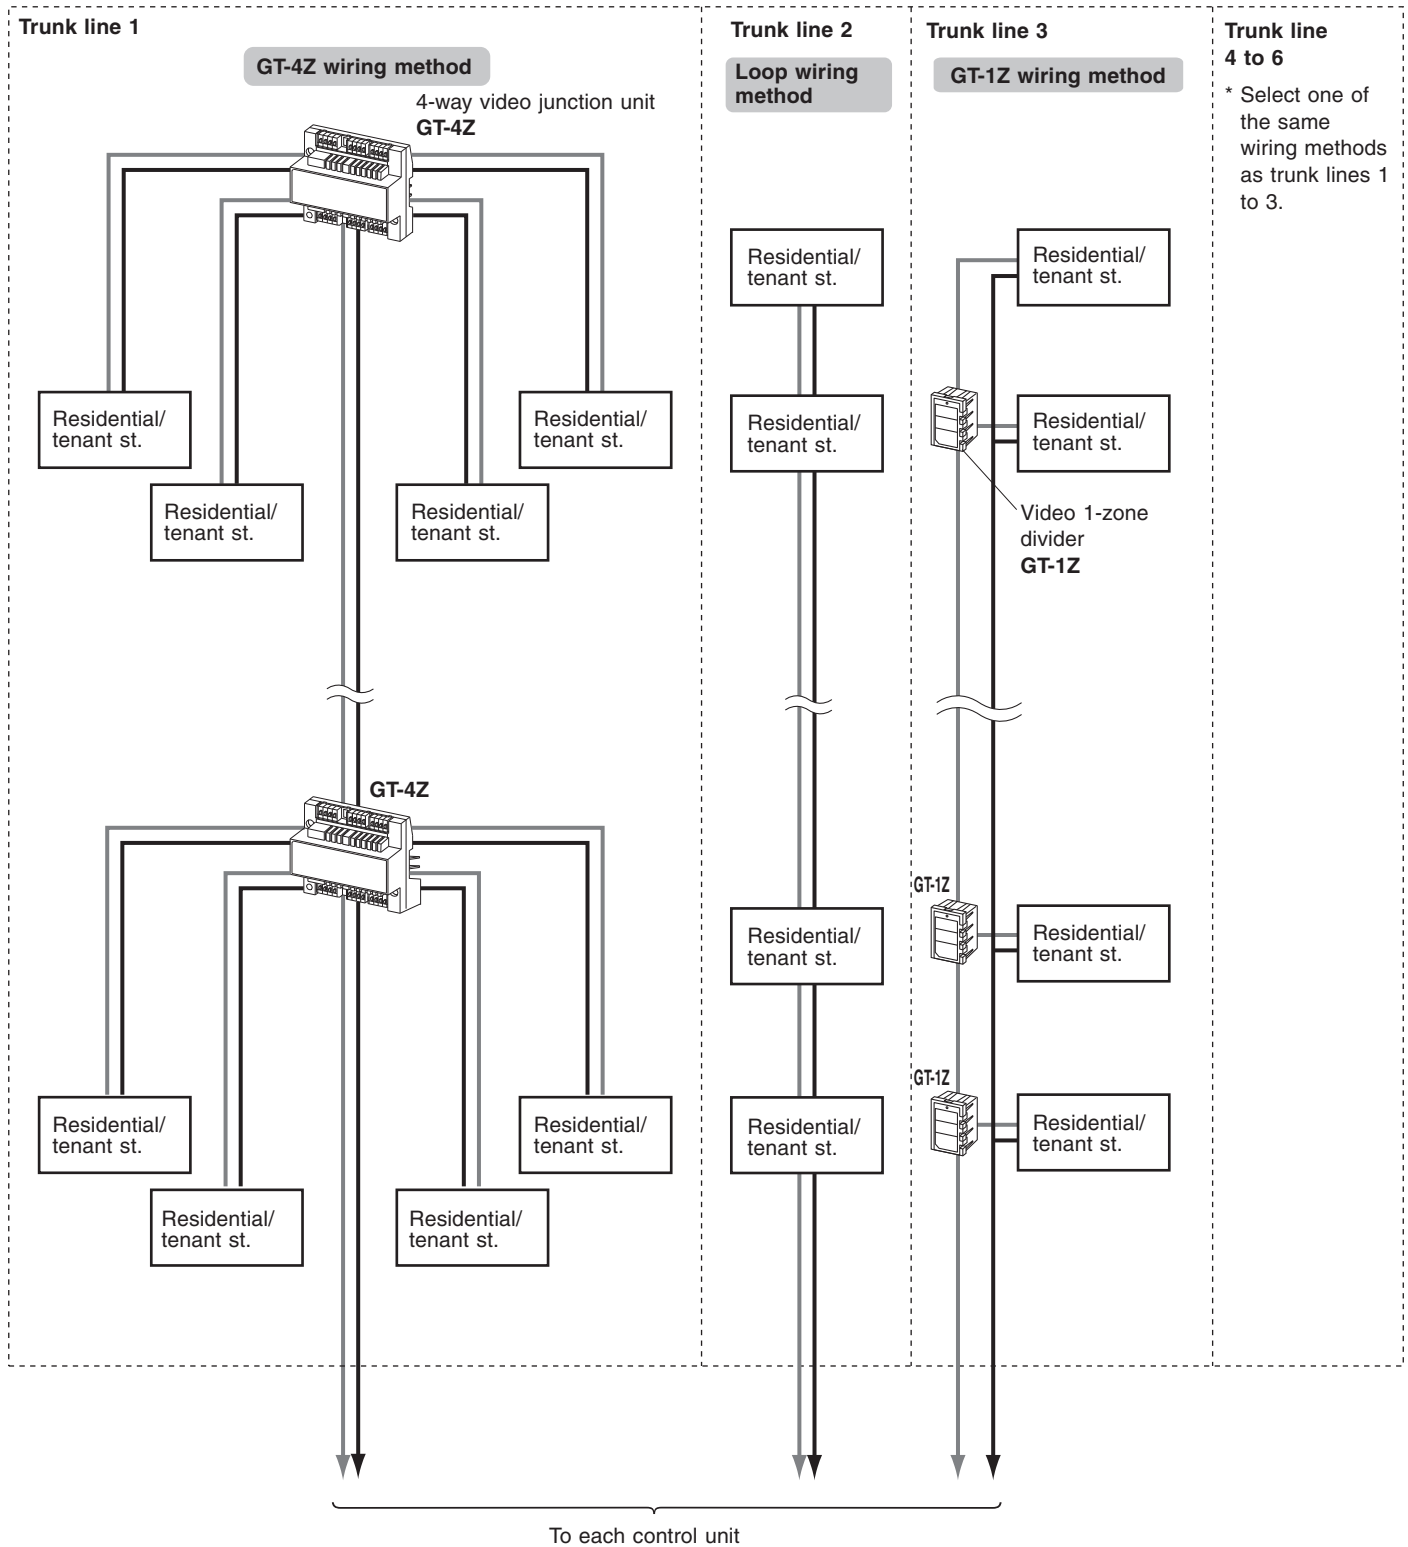 Trunk line 1
GT-4Z wiring method
4-way video junction unit
GT-4Z
Residential/
tenant st.
Residential/
tenant st.
Residential/
tenant st.
Residential/
tenant st.
GT-4Z
Residential/
tenant st.
Residential/
tenant st.
Residential/
tenant st.
Residential/
tenant st.
Trunk line 2
Loop wiring
method
Residential/
tenant st.
Residential/
tenant st.
Residential/
tenant st.
Residential/
tenant st.
Trunk line 3
GT-1Z wiring method
Residential/
tenant st.
Residential/
tenant st.
Video 1-zone
divider
GT-1Z
GT-1Z
Residential/
tenant st.
GT-1Z
Residential/
tenant st.
Trunk line
4 to 6
* Select one of
the same
wiring methods
as trunk lines 1
to 3.
To each control unit